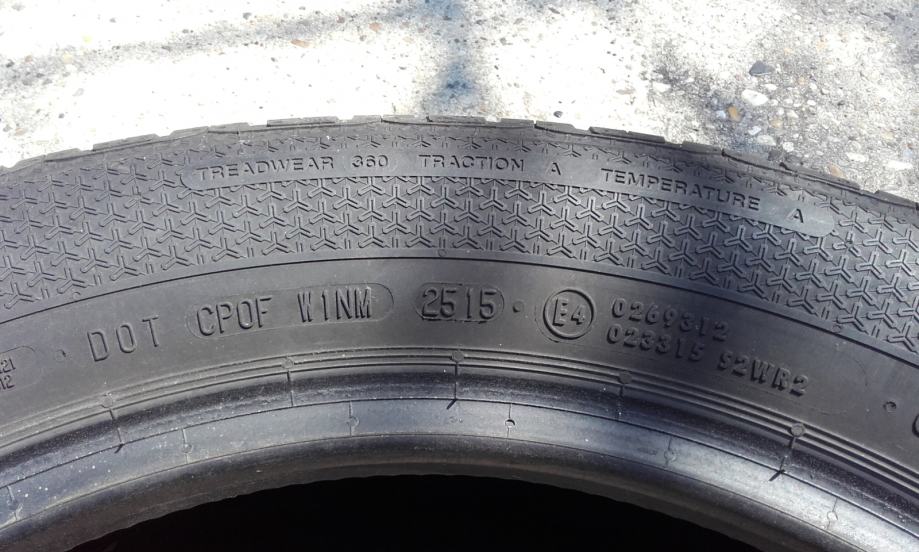 TREADWEAR 360 TRACTION A TEMPERATURE A
DOT CPOF W1NM 2515 E4 0269312
023315 S2WR2